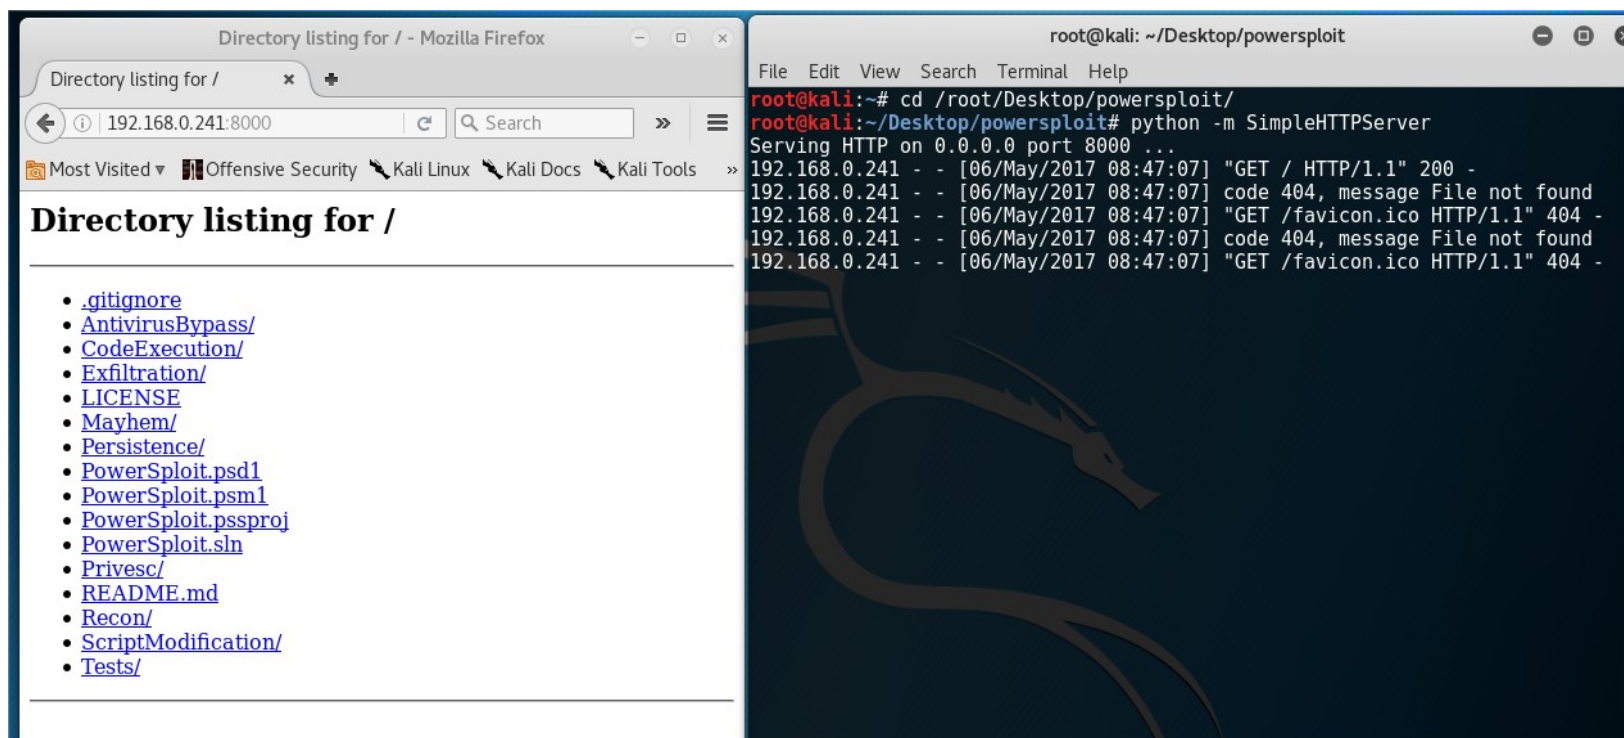 Directory listing for / - Mozilla Firefox
Directory listing for /
192.168.0.241:8000
Search
Most Visited
Offensive Security
Kali Linux
Kali Docs
Kali Tools
»
Directory listing for /
.gitignore
AntivirusBypass/
CodeExecution/
Exfiltration/
LICENSE
Mayhem/
Persistence/
PowerSploit.psd1
PowerSploit.psm1
PowerSploit.pssproj
PowerSploit.sln
Privesc/
README.md
Recon/
ScriptModification/
Tests/
root@kali: ~/Desktop/powersploit
File Edit View Search Terminal Help
root@kali:~# cd /root/Desktop/powersploit/
root@kali:~/Desktop/powersploit# python -m SimpleHTTPServer
Serving HTTP on 0.0.0.0 port 8000 ...
192.168.0.241 - - [06/May/2017 08:47:07] "GET / HTTP/1.1" 200 -
192.168.0.241 - - [06/May/2017 08:47:07] code 404, message File not found
192.168.0.241 - - [06/May/2017 08:47:07] "GET /favicon.ico HTTP/1.1" 404 -
192.168.0.241 - - [06/May/2017 08:47:07] code 404, message File not found
192.168.0.241 - - [06/May/2017 08:47:07] "GET /favicon.ico HTTP/1.1" 404 -